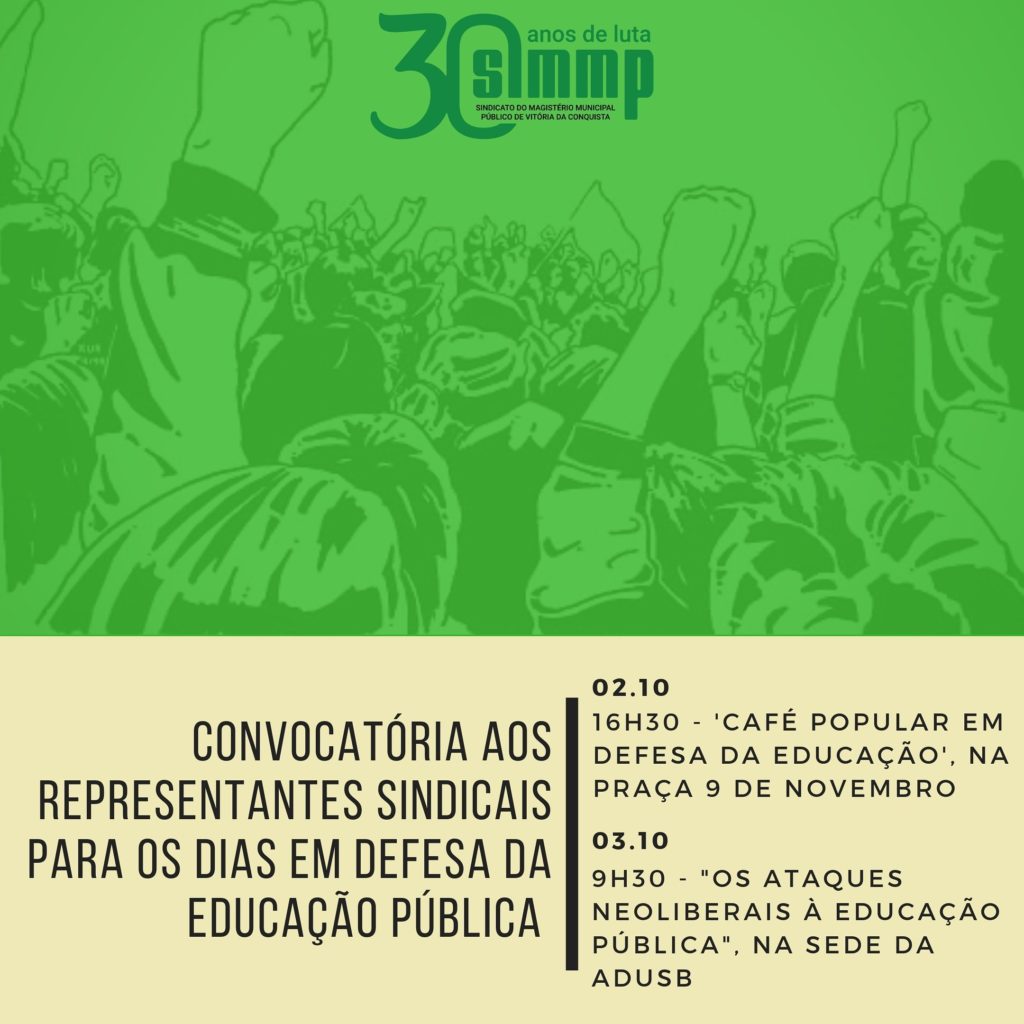 30 anos de luta
simmp
SINDICATO DO MAGISTÉRIO MUNICIPAL
PÚBLICO DE VITÓRIA DA CONQUISTA
CONVOCATÓRIA AOS
REPRESENTANTES SINDICAIS
PARA OS DIAS EM DEFESA DA
EDUCAÇÃO PÚBLICA
02.10
16H30 - 'CAFÉ POPULAR EM
DEFESA DA EDUCAÇÃO', NA
PRAÇA 9 DE NOVEMBRO
03.10
9H30 - "OS ATAQUES
NEOLIBERAIS À EDUCAÇÃO
PÚBLICA", NA SEDE DA
ADUSB